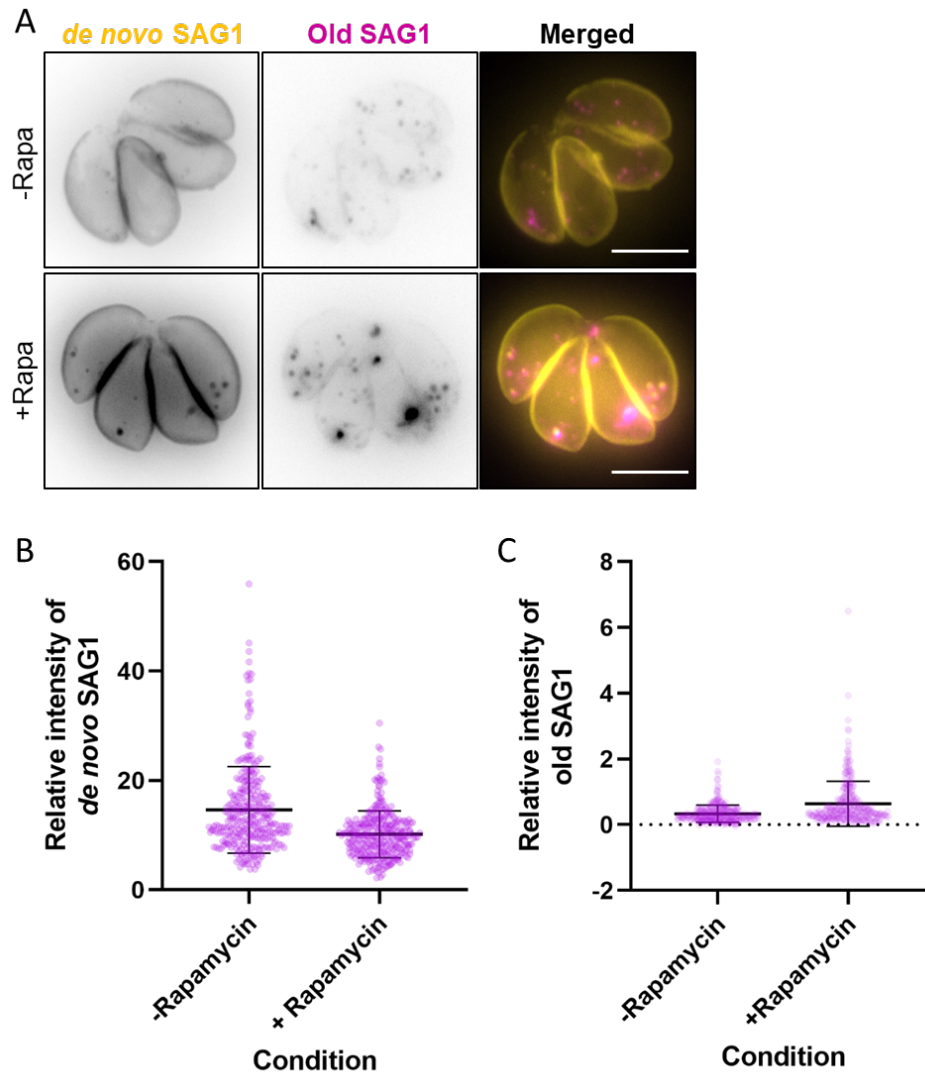 A
de novo SAG1 Old SAG1 Merged
-Rapa
+Rapa
B
Relative intensity of
de novo SAG1
60
40
20
0
-Rapamycin
+ Rapamycin
Condition
C
Relative intensity of
old SAG1
8
6
4
2
0
-2
-Rapamycin
+Rapamycin
Condition